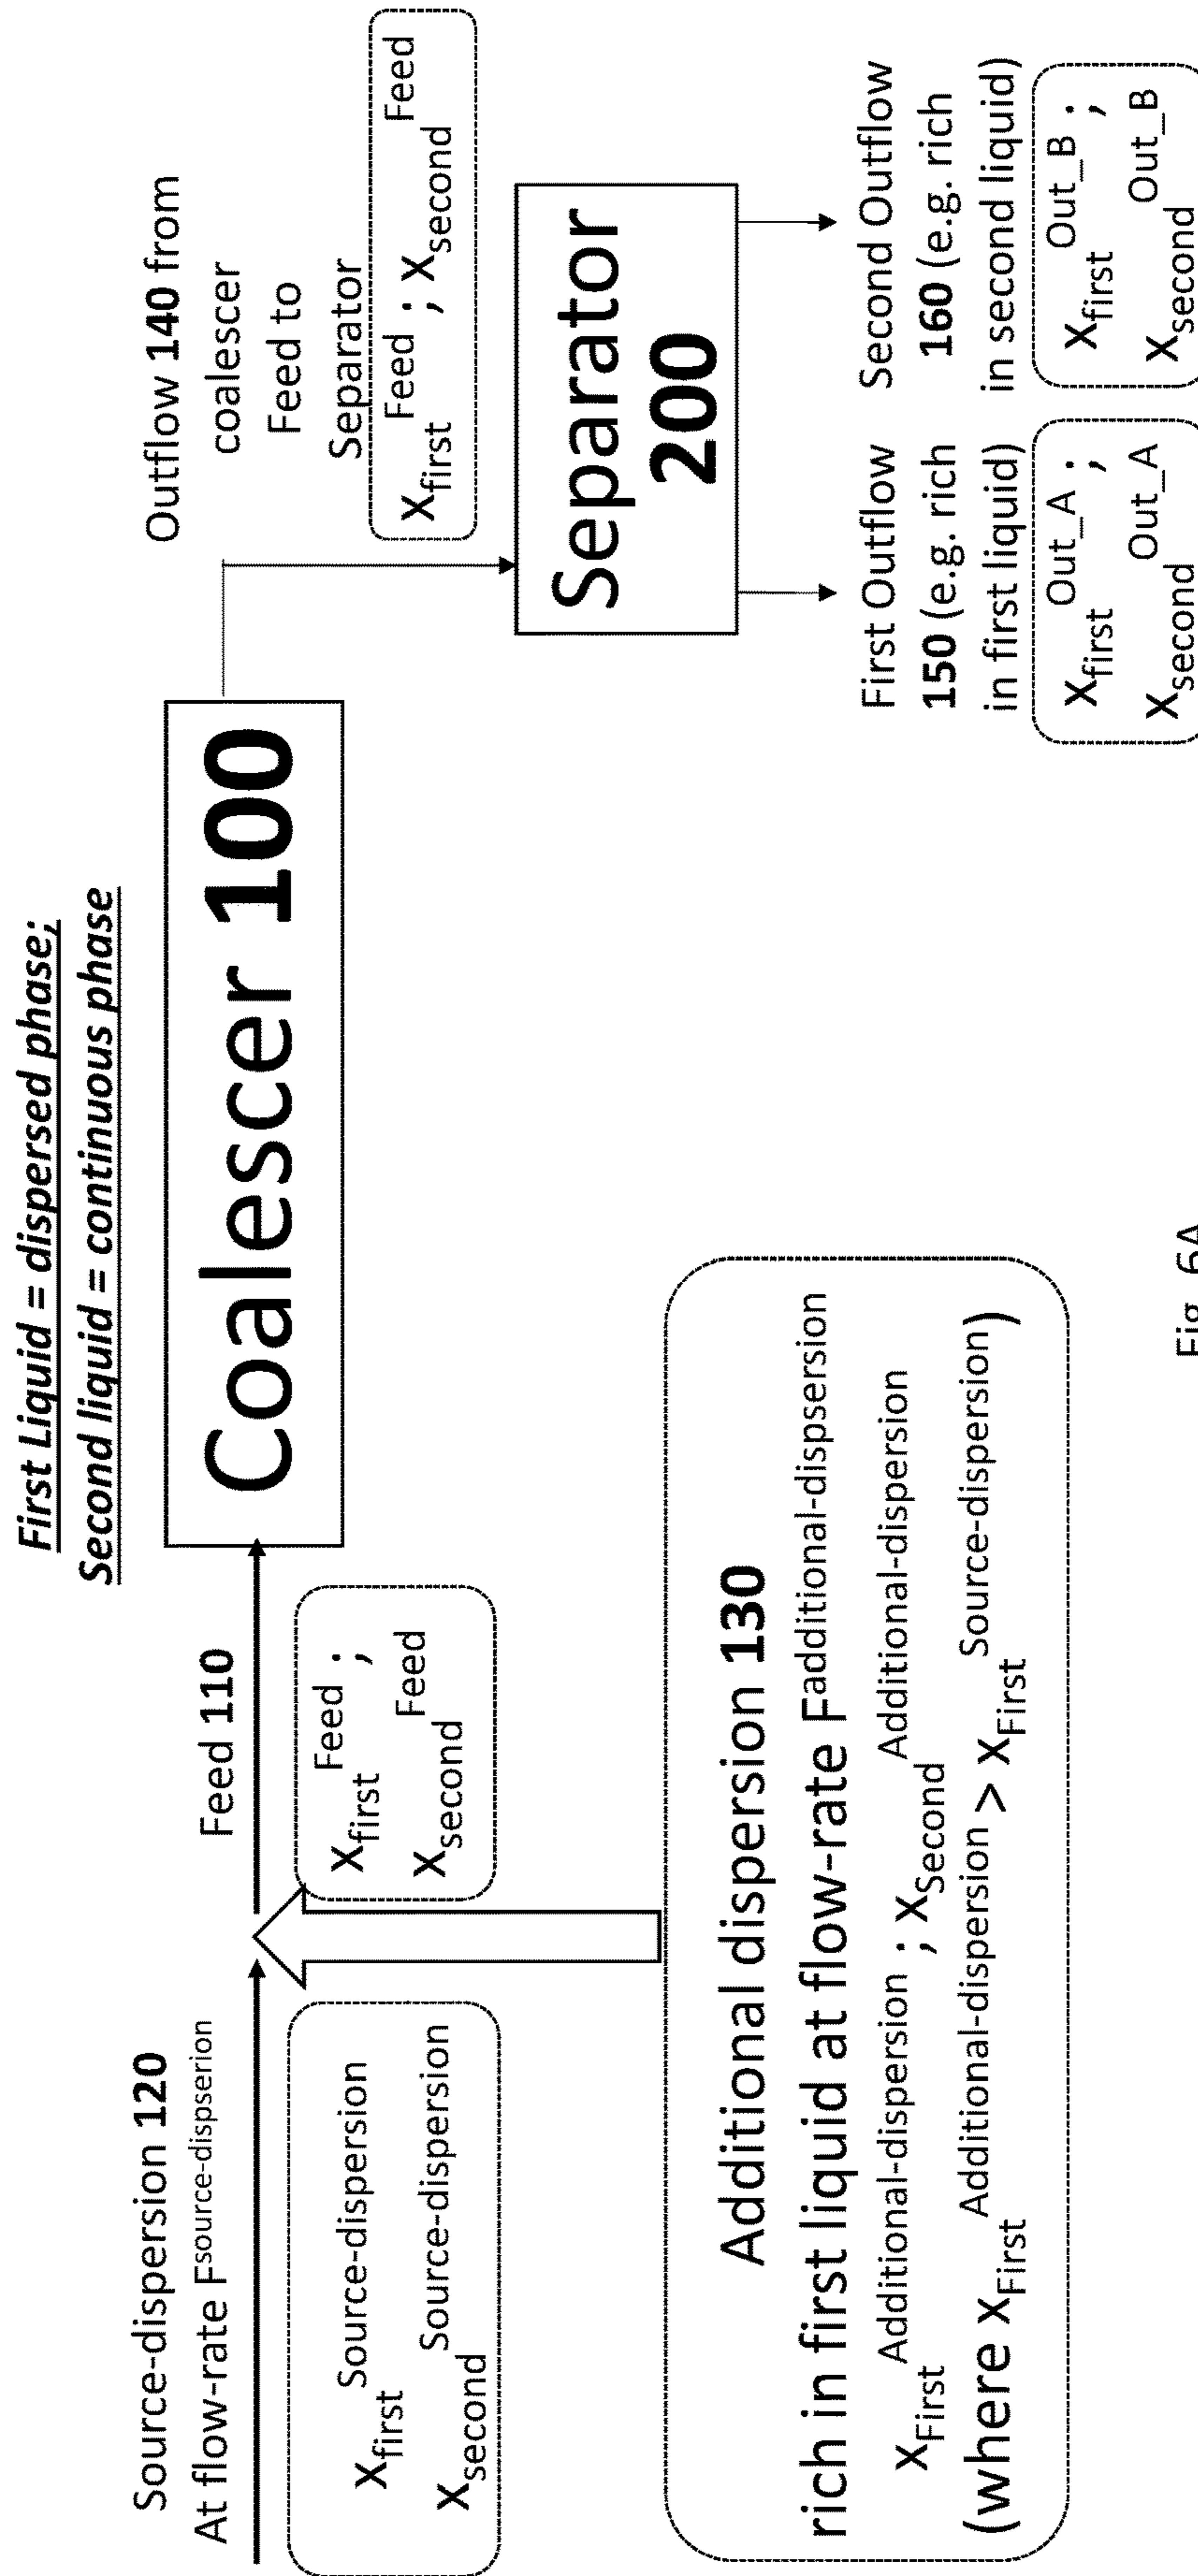 First Liquid = dispersed phase;
Second liquid = continuous phase
Source-dispersion 120
At flow-rate Fsource-dispserion
xfirst Source-dispersion
xsecond Source-dispersion
Feed 110
xfirst Feed ;
xsecond Feed
Coalescer 100
Outflow 140 from
coalescer
Feed to
Separator
xfirst Feed ; xsecond Feed
Separator
200
First Outflow
150 (e.g. rich
in first liquid)
xfirst Out_A ;
xsecond Out_A
Second Outflow
160 (e.g. rich
in second liquid)
xfirst Out_B ;
xsecond Out_B
Additional dispersion 130
rich in first liquid at flow-rate Fadditional-dispsersion
xFirst Additional-dispersion ; xSecond Additional-dispersion
(where xFirst Additional-dispersion > xFirst Source-dispersion)
Fig. 6A